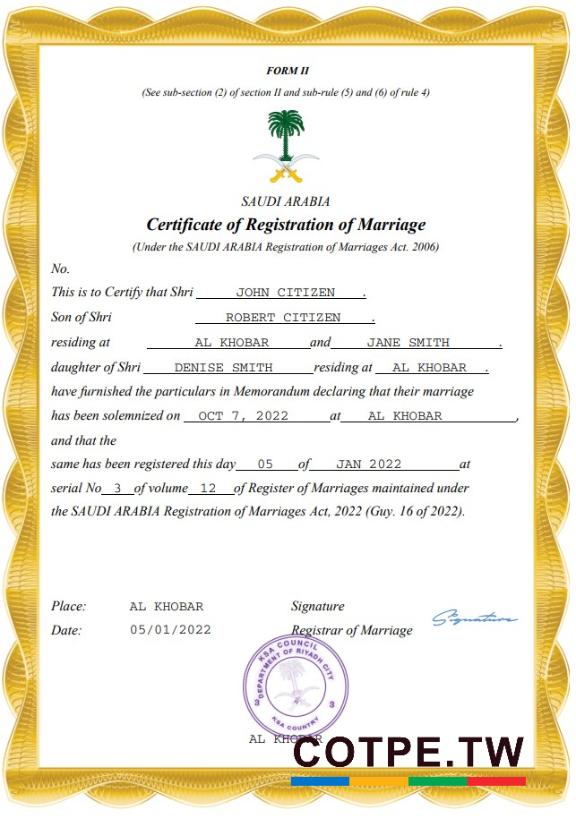 FORM II
(See sub-section (2) of section II and sub-rule (5) and (6) of rule 4)
SAUDI ARABIA
Certificate of Registration of Marriage
(Under the SAUDI ARABIA Registration of Marriages Act. 2006)
No.
This is to Certify that Shri JOHN CITIZEN .
Son of Shri ROBERT CITIZEN .
residing at AL KHOBAR and JANE SMITH .
daughter of Shri DENISE SMITH residing at AL KHOBAR .
have furnished the particulars in Memorandum declaring that their marriage
has been solemnized on OCT 7, 2022 at AL KHOBAR ,
and that the
same has been registered this day 05 of JAN 2022 at
serial No 3 of volume 12 of Register of Marriages maintained under
the SAUDI ARABIA Registration of Marriages Act, 2022 (Guy. 16 of 2022).
Place: AL KHOBAR Signature Signature
Date: 05/01/2022 Registrar of Marriage
KSA COUNCIL
DEPARTMENT OF RIYADH CITY
3 3
KSA COUNTRY
AL KHOBAR
COTPE.TW